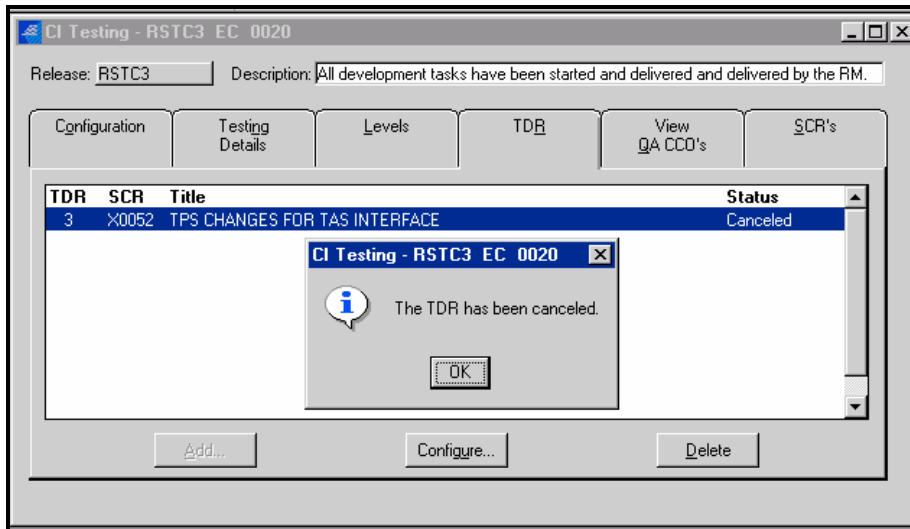 CI Testing - RSTC3 EC 0020
Release: RSTC3 Description: All development tasks have been started and delivered and delivered by the RM.
Configuration Testing Details Levels TDR View QA CCO's SCR's
TDR SCR Title Status
3 X0052 TPS CHANGES FOR TAS INTERFACE Canceled
CI Testing - RSTC3 EC 0020
The TDR has been canceled.
OK
Add... Configure... Delete